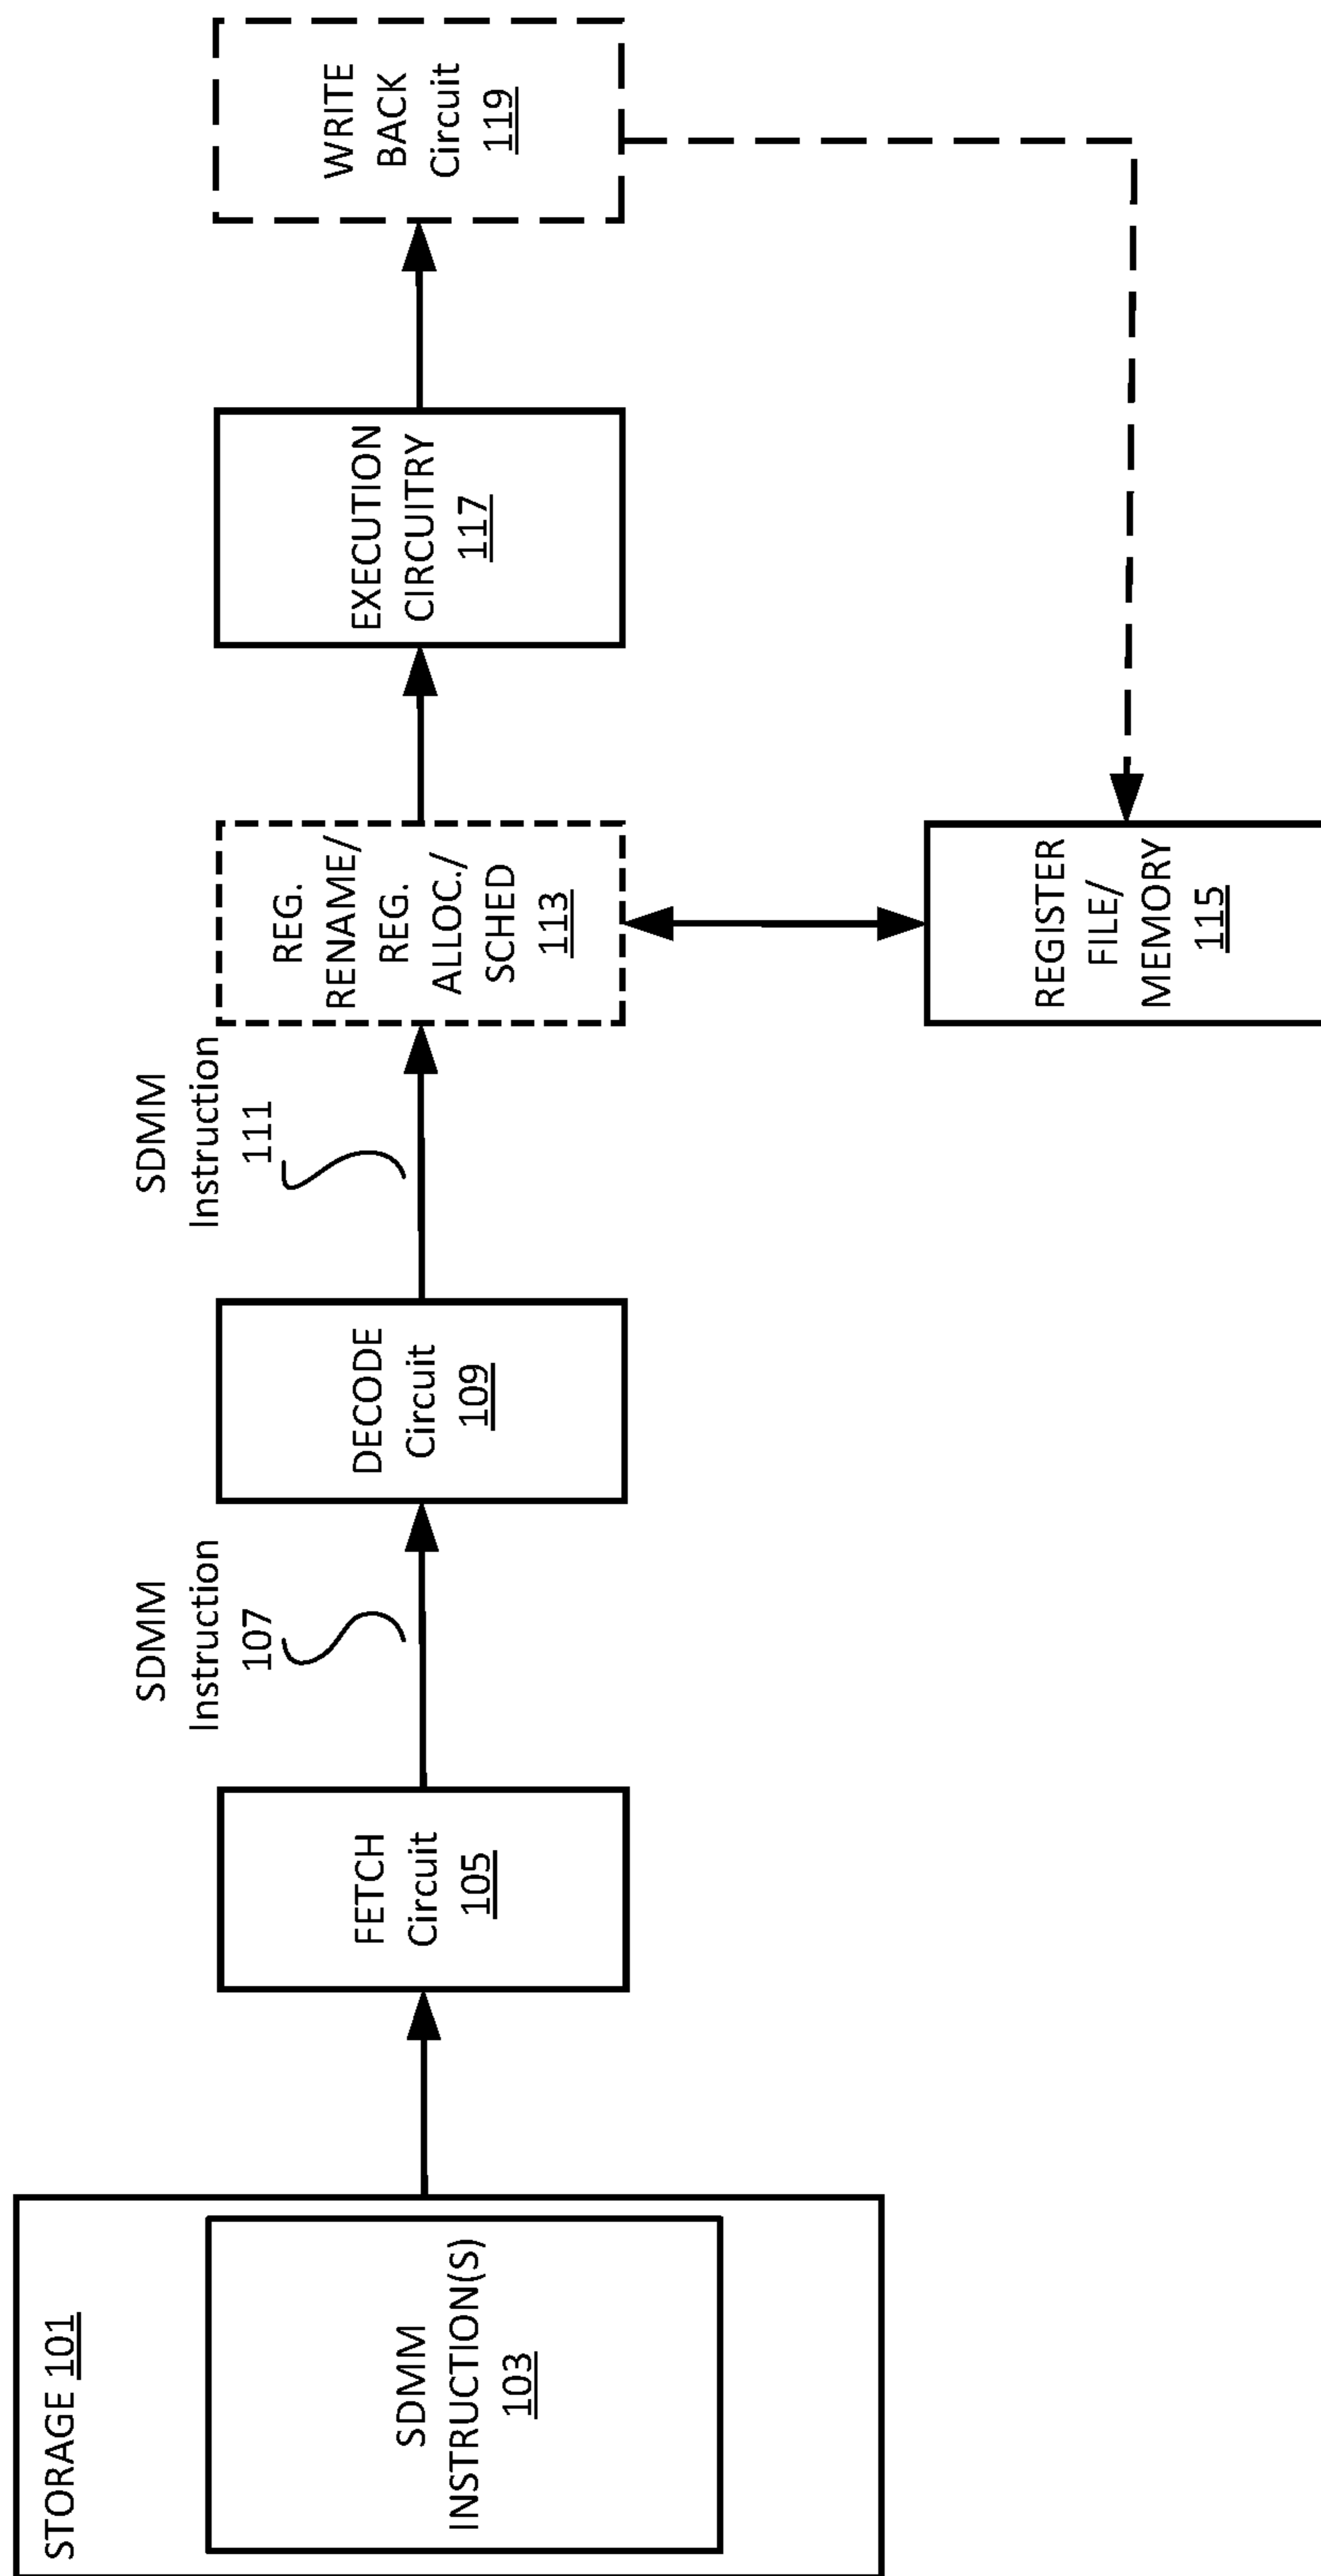 STORAGE 101
SDMM
INSTRUCTION(S)
103
FETCH
Circuit
105
SDMM
Instruction
107
DECODE
Circuit
109
SDMM
Instruction
111
REG.
RENAME/
REG.
ALLOC./
SCHED
113
REGISTER
FILE/
MEMORY
115
EXECUTION
CIRCUITRY
117
WRITE
BACK
Circuit
119